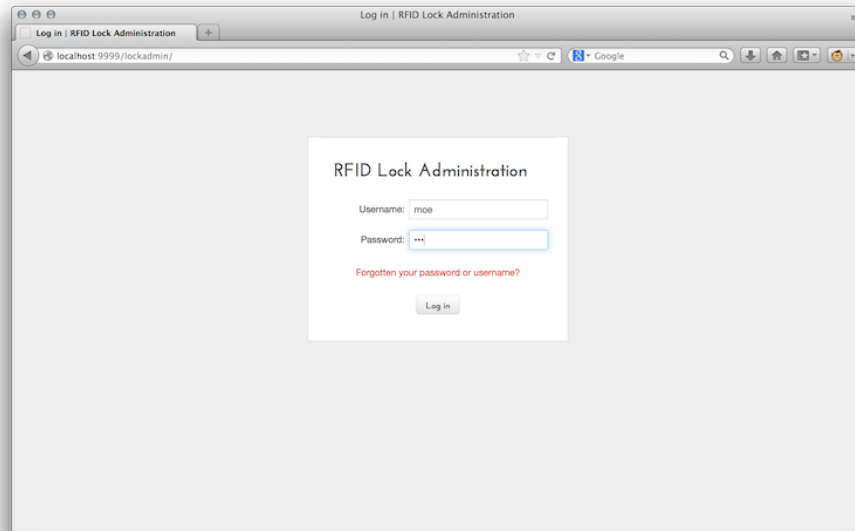 Log in | RFID Lock Administration
Log in | RFID Lock Administration
localhost:9999/lockadmin/
Google
RFID Lock Administration
Username: moe
Password: •••
Forgotten your password or username?
Log in